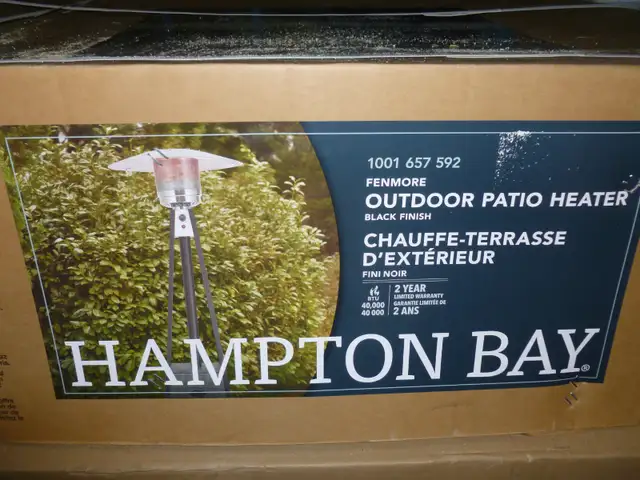 1001 657 592
FENMORE
OUTDOOR PATIO HEATER
BLACK FINISH
CHAUFFE-TERRASSE
D'EXTÉRIEUR
FINI NOIR
BTU
40,000
40 000
2 YEAR
LIMITED WARRANTY
GARANTIE LIMITÉE DE
2 ANS
HAMPTON BAY®